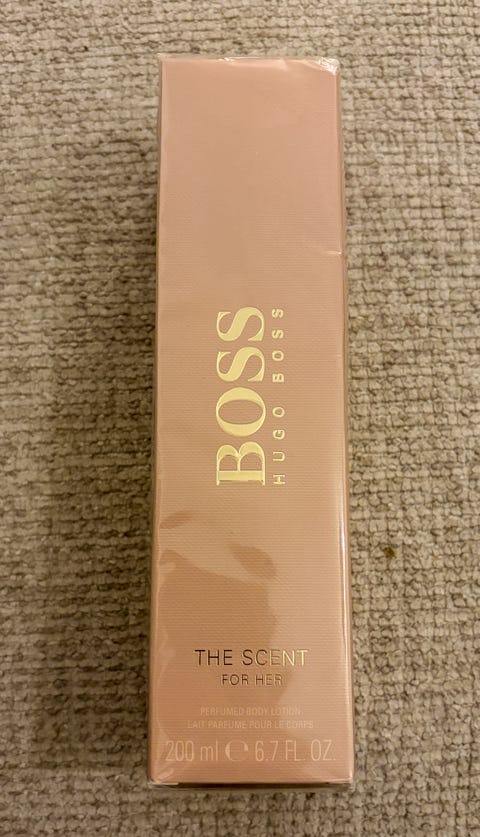 BOSS
HUGO BOSS
THE SCENT
FOR HER
PERFUMED BODY LOTION
LAIT PARFUMÉ POUR LE CORPS
200 ml ℮ 6.7 FL. OZ.